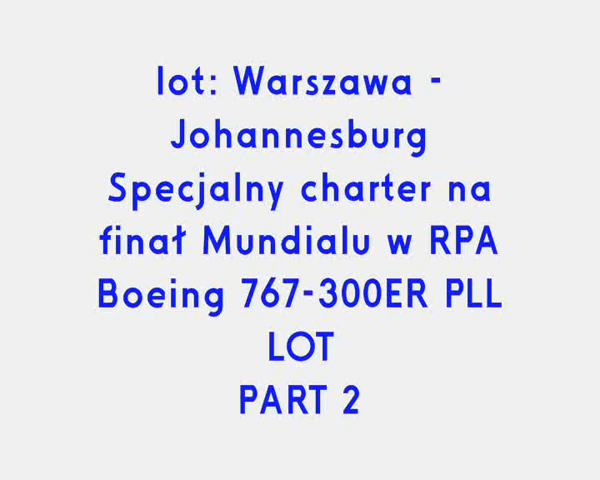 lot: Warszawa -
Johannesburg
Specjalny charter na
finał Mundialu w RPA
Boeing 767-300ER PLL
LOT
PART 2